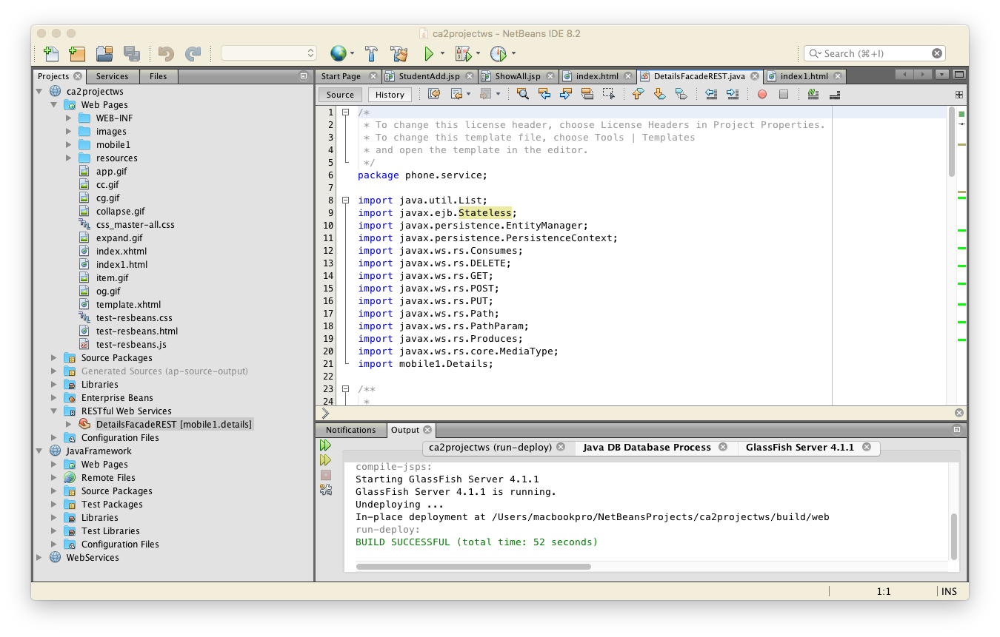 ca2projectws - NetBeans IDE 8.2
Search (⌘+I)
Projects Services Files
ca2projectws
Web Pages
WEB-INF
images
mobile1
resources
app.gif
cc.gif
cg.gif
collapse.gif
css_master-all.css
expand.gif
index.xhtml
index1.html
item.gif
og.gif
template.xhtml
test-resbeans.css
test-resbeans.html
test-resbeans.js
Source Packages
Generated Sources (ap-source-output)
Libraries
Enterprise Beans
RESTful Web Services
DetailsFacadeREST [mobile1.details]
Configuration Files
JavaFramework
Web Pages
Remote Files
Source Packages
Test Packages
Libraries
Test Libraries
Configuration Files
WebServices
Start Page StudentAdd.jsp ShowAll.jsp index.html DetailsFacadeREST.java index1.html
Source History
1 /*
2 * To change this license header, choose License Headers in Project Properties.
3 * To change this template file, choose Tools | Templates
4 * and open the template in the editor.
5 */
6 package phone.service;
7
8 import java.util.List;
9 import javax.ejb.Stateless;
10 import javax.persistence.EntityManager;
11 import javax.persistence.PersistenceContext;
12 import javax.ws.rs.Consumes;
13 import javax.ws.rs.DELETE;
14 import javax.ws.rs.GET;
15 import javax.ws.rs.POST;
16 import javax.ws.rs.PUT;
17 import javax.ws.rs.Path;
18 import javax.ws.rs.PathParam;
19 import javax.ws.rs.Produces;
20 import javax.ws.rs.core.MediaType;
21 import mobile1.Details;
22
23 /**
24 *
Notifications Output
ca2projectws (run-deploy) Java DB Database Process GlassFish Server 4.1.1
compile-jsps:
Starting GlassFish Server 4.1.1
GlassFish Server 4.1.1 is running.
Undeploying ...
In-place deployment at /Users/macbookpro/NetBeansProjects/ca2projectws/build/web
run-deploy:
BUILD SUCCESSFUL (total time: 52 seconds)
1:1 INS